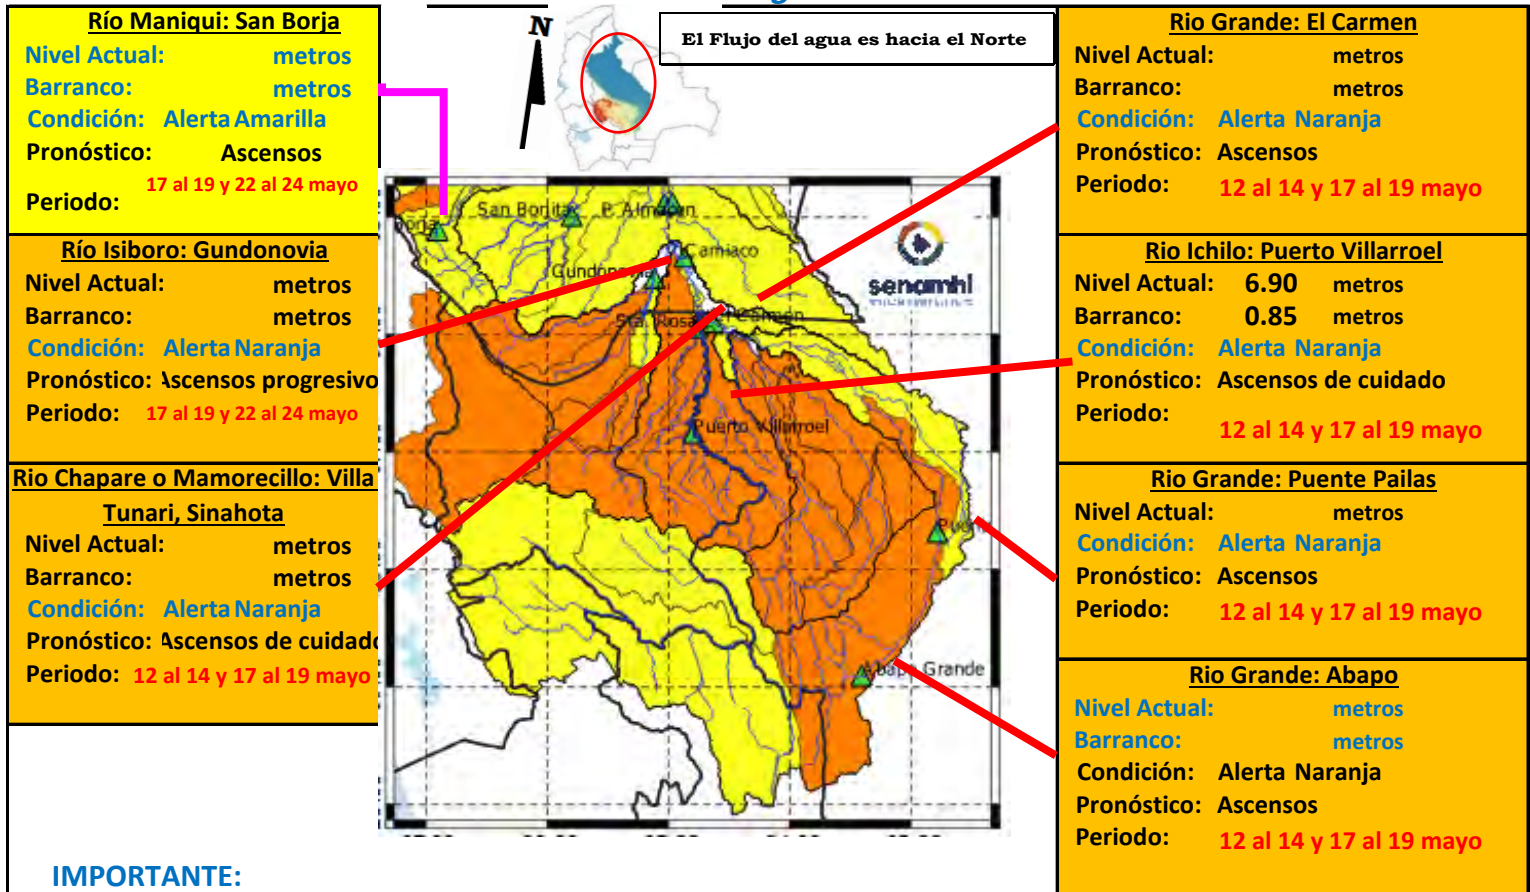 Río Maniqui: San Borja
Nivel Actual: metros
Barranco: metros
Condición: Alerta Amarilla
Pronóstico: Ascensos
17 al 19 y 22 al 24 mayo
Periodo:
Río Isiboro: Gundonovia
Nivel Actual: metros
Barranco: metros
Condición: Alerta Naranja
Pronóstico: Ascensos progresivo
Periodo: 17 al 19 y 22 al 24 mayo
Rio Chapare o Mamorecillo: Villa
Tunari, Sinahota
Nivel Actual: metros
Barranco: metros
Condición: Alerta Naranja
Pronóstico: Ascensos de cuidado
Periodo: 12 al 14 y 17 al 19 mayo
IMPORTANTE:
N
El Flujo del agua es hacia el Norte
San Borjita
P. Almacen
Camiaco
Gundonovia
senamhi
Sta. Rosa
El Carmen
Puerto Villarroel
Abapo Grande
Rio Grande: El Carmen
Nivel Actual: metros
Barranco: metros
Condición: Alerta Naranja
Pronóstico: Ascensos
Periodo: 12 al 14 y 17 al 19 mayo
Rio Ichilo: Puerto Villarroel
Nivel Actual: 6.90 metros
Barranco: 0.85 metros
Condición: Alerta Naranja
Pronóstico: Ascensos de cuidado
Periodo:
12 al 14 y 17 al 19 mayo
Rio Grande: Puente Pailas
Nivel Actual: metros
Condición: Alerta Naranja
Pronóstico: Ascensos
Periodo: 12 al 14 y 17 al 19 mayo
Rio Grande: Abapo
Nivel Actual: metros
Barranco: metros
Condición: Alerta Naranja
Pronóstico: Ascensos
Periodo: 12 al 14 y 17 al 19 mayo